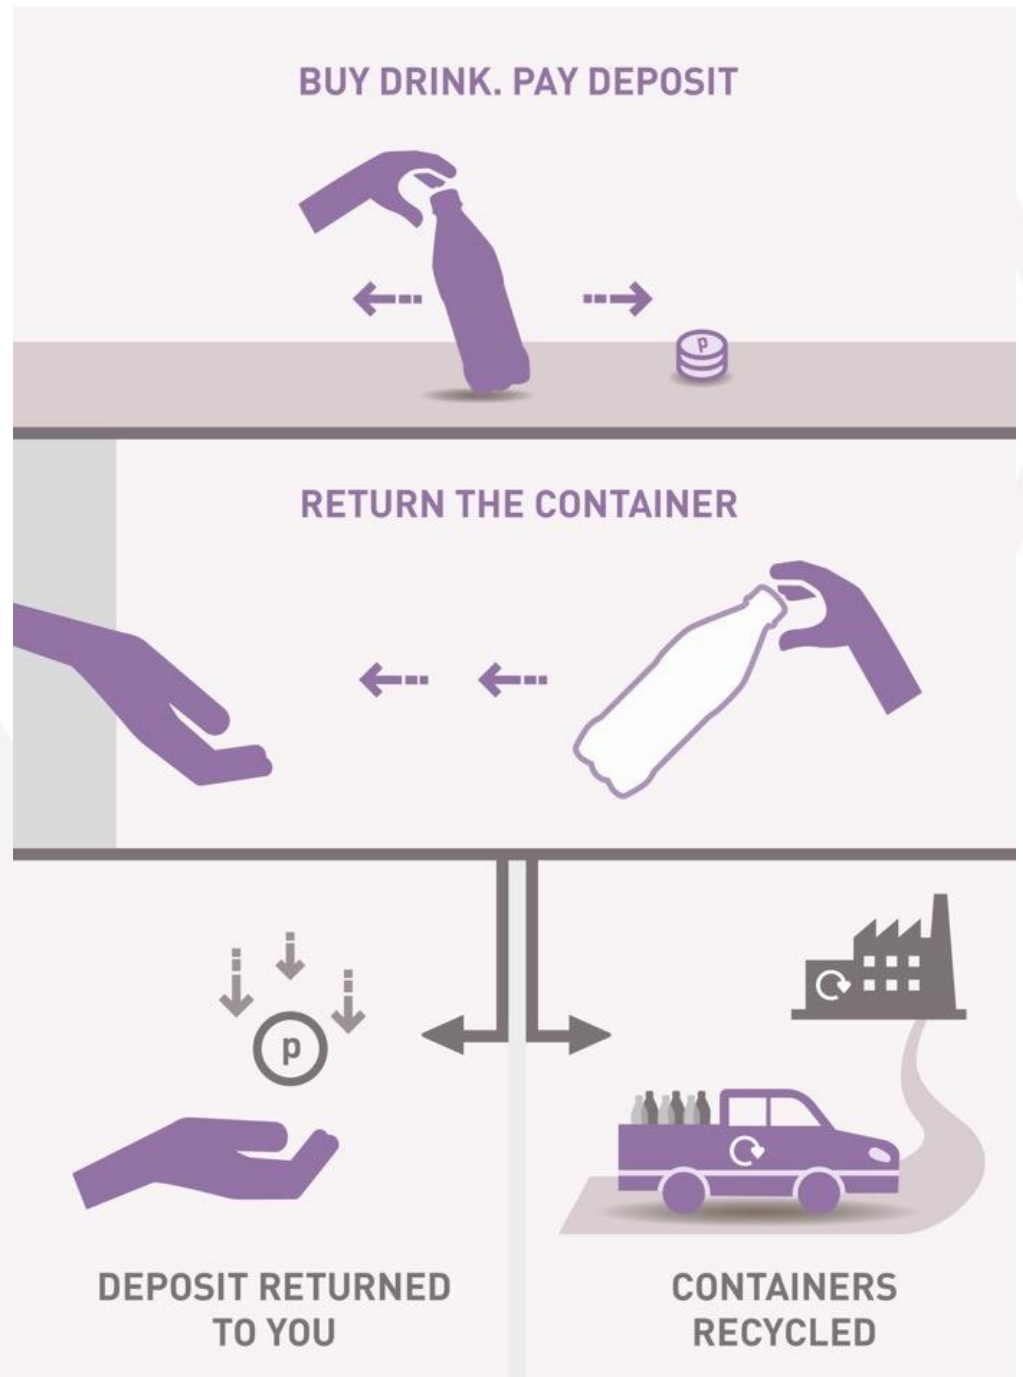 BUY DRINK. PAY DEPOSIT
p
RETURN THE CONTAINER
p
DEPOSIT RETURNED
TO YOU
CONTAINERS
RECYCLED